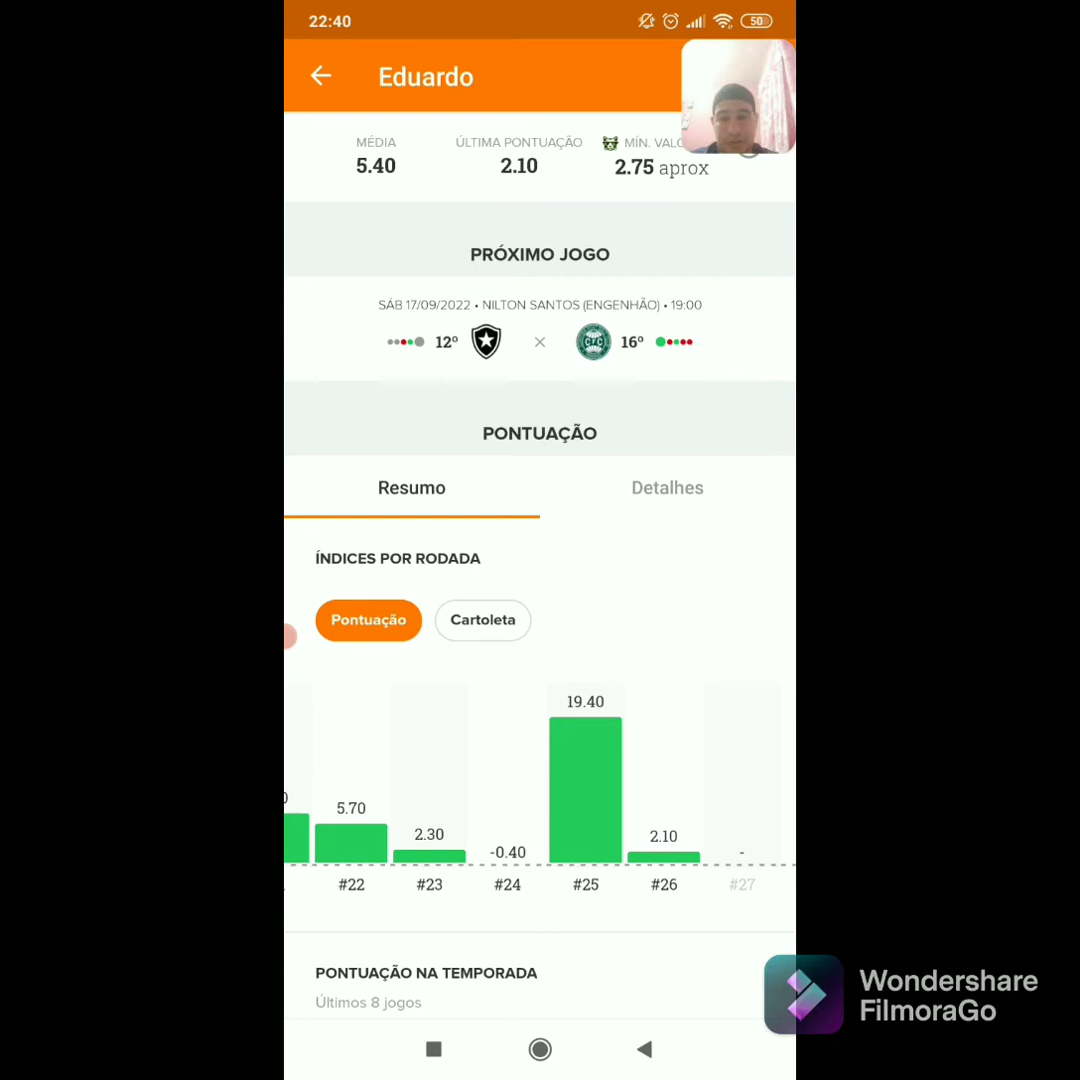 22:40
50
Eduardo
MÉDIA
ÚLTIMA PONTUAÇÃO
MÍN.
5.40
2.10
2.75 aprox
PRÓXIMO JOGO
SÁB 17/09/2022 • NILTON SANTOS (ENGENHÃO) • 19:00
12º
16º
PONTUAÇÃO
Resumo
Detalhes
ÍNDICES POR RODADA
Pontuação
Cartoleta
19.40
5.70
2.30
-0.40
2.10
-
#22 #23 #24 #25 #26 #27
PONTUAÇÃO NA TEMPORADA
Últimos 8 jogos
Wondershare
FilmoraGo